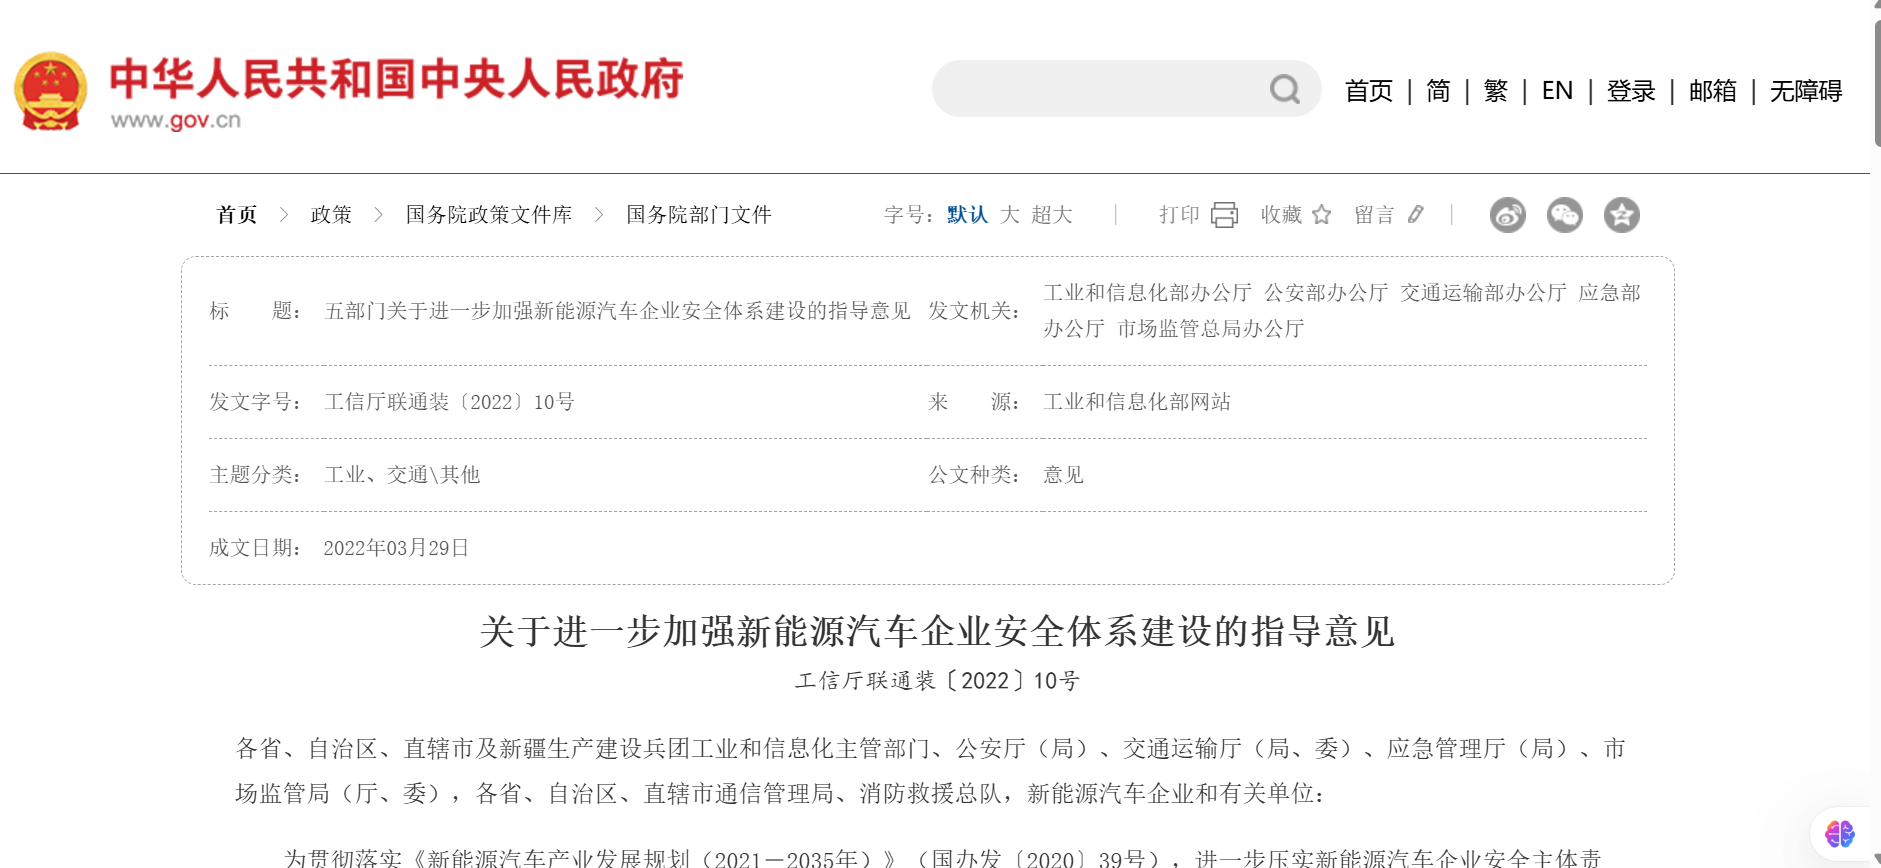 中华人民共和国中央人民政府
www.gov.cn
首页 | 简 | 繁 | EN | 登录 | 邮箱 | 无障碍
首页 > 政策 > 国务院政策文件库 > 国务院部门文件
字号：默认 大 超大 | 打印 收藏 留言 |
标　　题： 五部门关于进一步加强新能源汽车企业安全体系建设的指导意见
发文机关： 工业和信息化部办公厅 公安部办公厅 交通运输部办公厅 应急部
办公厅 市场监管总局办公厅
发文字号： 工信厅联通装〔2022〕10号
来　　源： 工业和信息化部网站
主题分类： 工业、交通\其他
公文种类： 意见
成文日期： 2022年03月29日
关于进一步加强新能源汽车企业安全体系建设的指导意见
工信厅联通装〔2022〕10号
各省、自治区、直辖市及新疆生产建设兵团工业和信息化主管部门、公安厅（局）、交通运输厅（局、委）、应急管理厅（局）、市
场监管局（厅、委），各省、自治区、直辖市通信管理局、消防救援总队，新能源汽车企业和有关单位：
为贯彻落实《新能源汽车产业发展规划（2021－2035年）》（国办发〔2020〕39号），进一步压实新能源汽车企业安全主体责